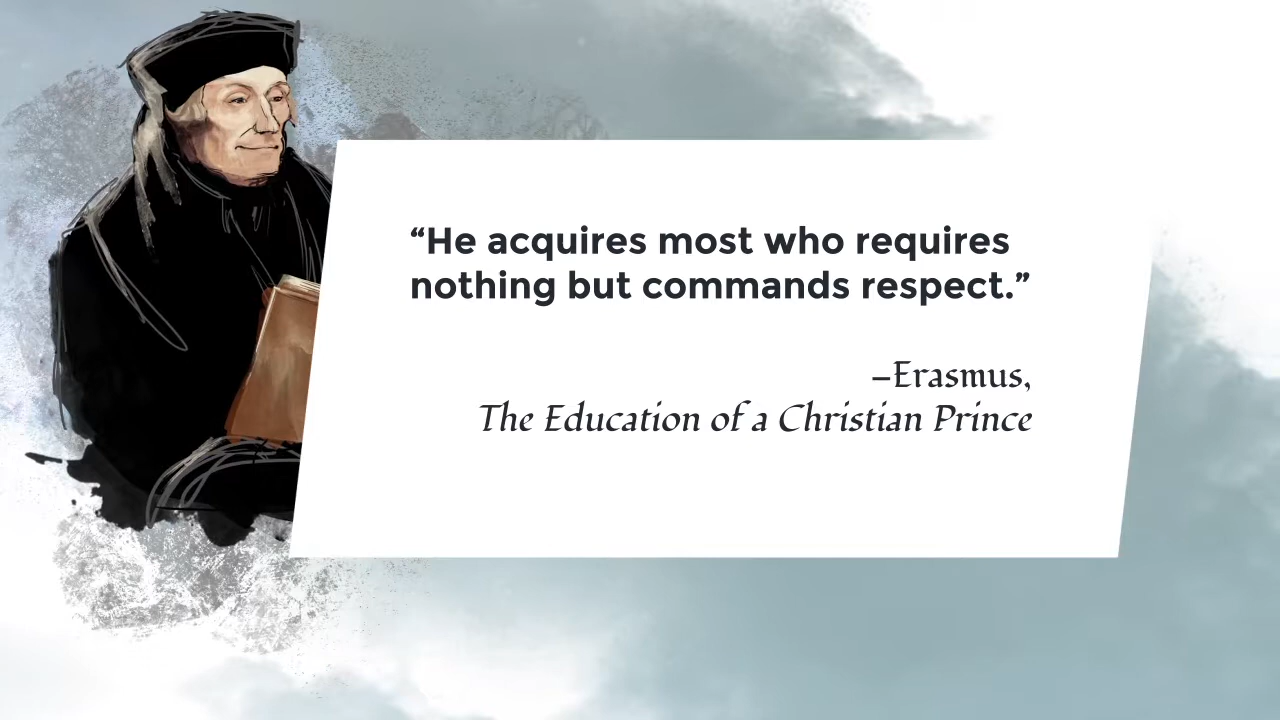 “He acquires most who requires
nothing but commands respect.”
–Erasmus,
The Education of a Christian Prince